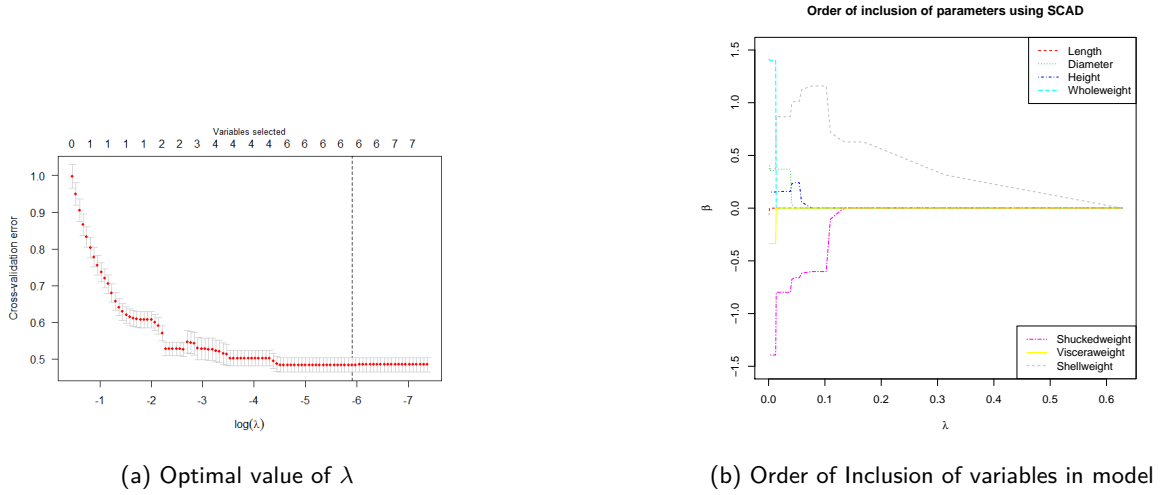 Variables selected
0 1 1 1 1 2 2 3 4 4 4 4 6 6 6 6 6 6 6 7 7
1.0
0.9
0.8
0.7
0.6
0.5
Cross-validation error
-1 -2 -3 -4 -5 -6 -7
log(λ)
(a) Optimal value of λ
Order of inclusion of parameters using SCAD
1.5
1.0
0.5
0.0
−0.5
−1.0
−1.5
β
Length
Diameter
Height
Wholeweight
Shuckedweight
Visceraweight
Shellweight
0.0 0.1 0.2 0.3 0.4 0.5 0.6
λ
(b) Order of Inclusion of variables in model